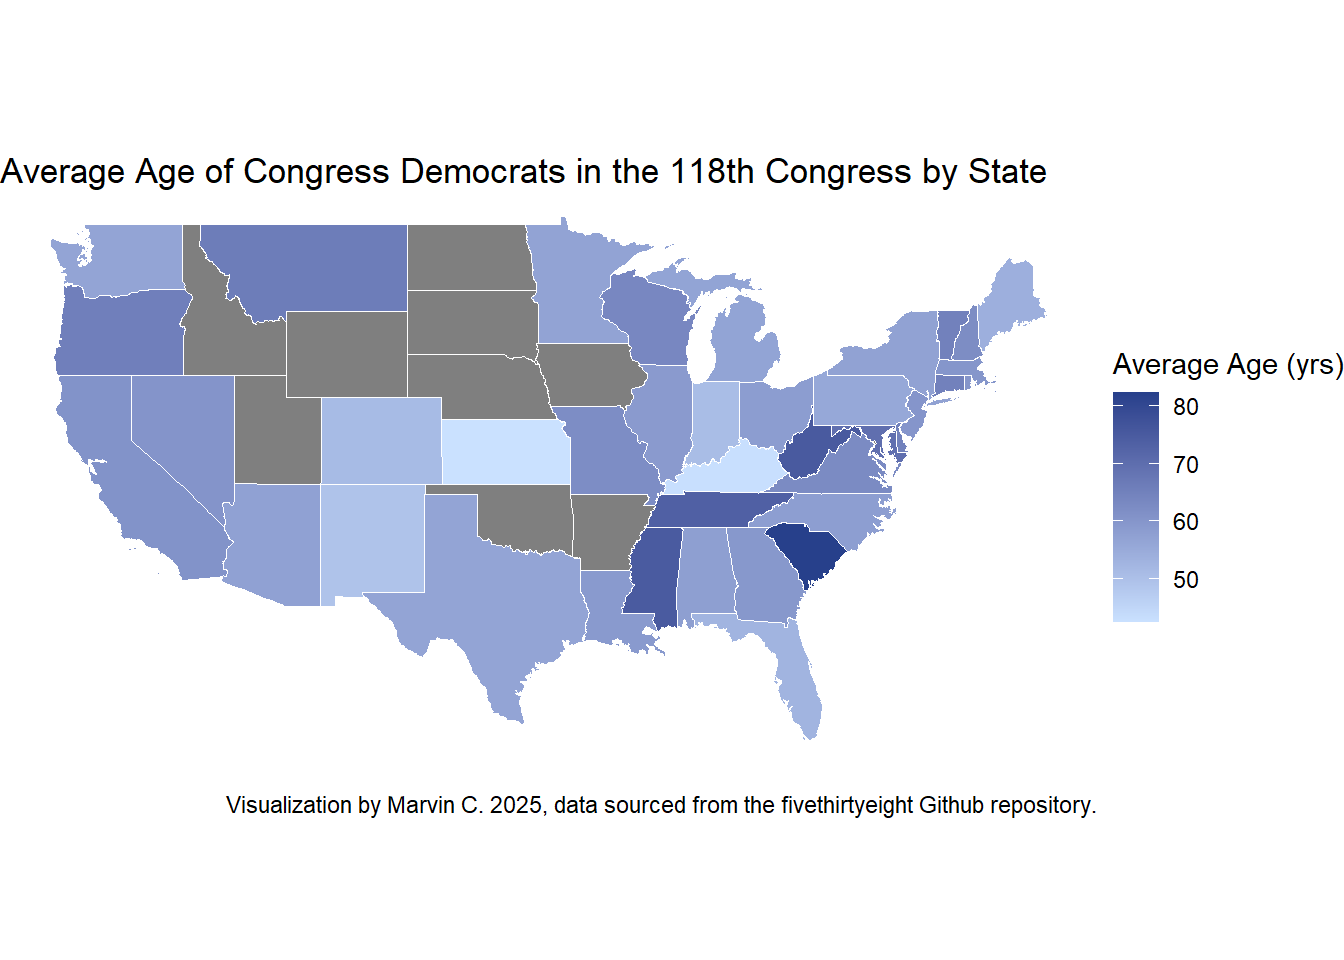 Average Age of Congress Democrats in the 118th Congress by State
Average Age (yrs)
80
70
60
50
Visualization by Marvin C. 2025, data sourced from the fivethirtyeight Github repository.